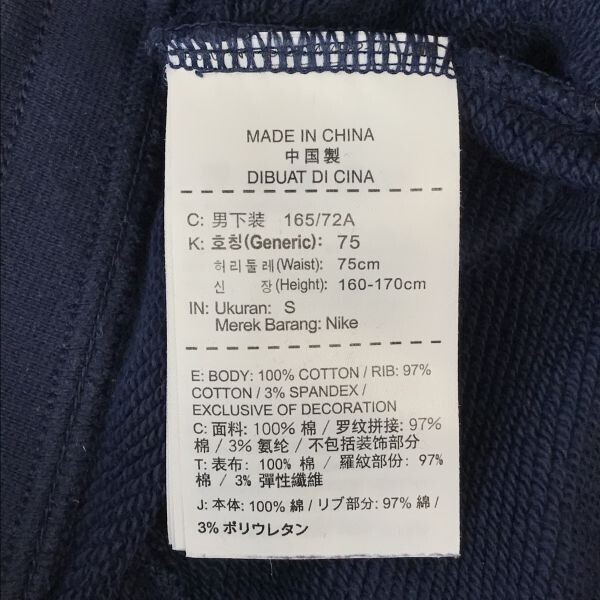 MADE IN CHINA
中国製
DIBUAT DI CINA
C: 男下装 165/72A
K: 호칭(Generic): 75
허리둘레(Waist): 75cm
신 장(Height): 160-170cm
IN: Ukuran: S
Merek Barang: Nike
E: BODY: 100% COTTON / RIB: 97%
COTTON / 3% SPANDEX /
EXCLUSIVE OF DECORATION
C: 面料: 100% 棉 / 罗纹拼接: 97%
棉 / 3% 氨纶 / 不包括装饰部分
T: 表布: 100% 棉 / 羅紋部份: 97%
棉 / 3% 彈性纖維
J: 本体: 100% 綿 / リブ部分: 97% 綿 /
3% ポリウレタン